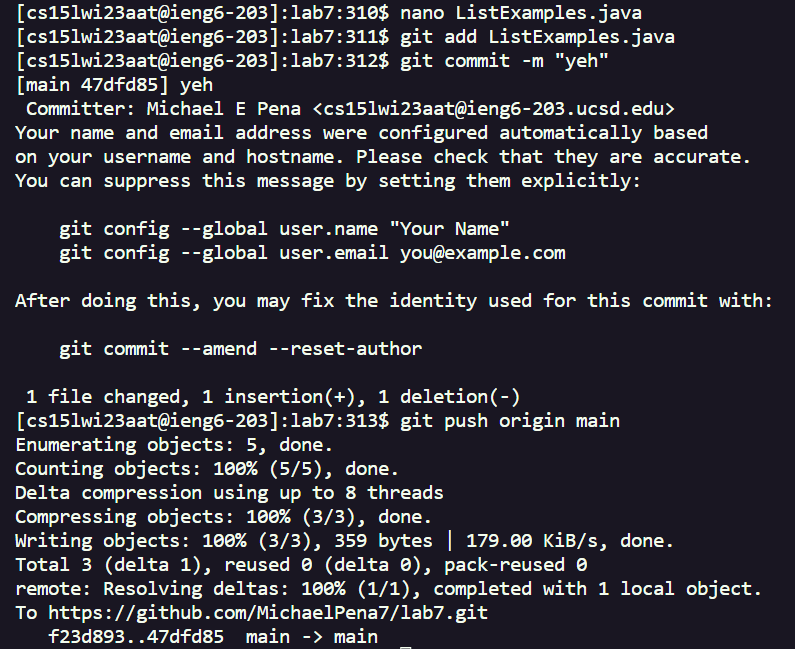 [cs15lwi23aat@ieng6-203]:lab7:310$ nano ListExamples.java
[cs15lwi23aat@ieng6-203]:lab7:311$ git add ListExamples.java
[cs15lwi23aat@ieng6-203]:lab7:312$ git commit -m "yeh"
[main 47dfd85] yeh
 Committer: Michael E Pena <cs15lwi23aat@ieng6-203.ucsd.edu>
Your name and email address were configured automatically based
on your username and hostname. Please check that they are accurate.
You can suppress this message by setting them explicitly:

    git config --global user.name "Your Name"
    git config --global user.email you@example.com

After doing this, you may fix the identity used for this commit with:

    git commit --amend --reset-author

 1 file changed, 1 insertion(+), 1 deletion(-)
[cs15lwi23aat@ieng6-203]:lab7:313$ git push origin main
Enumerating objects: 5, done.
Counting objects: 100% (5/5), done.
Delta compression using up to 8 threads
Compressing objects: 100% (3/3), done.
Writing objects: 100% (3/3), 359 bytes | 179.00 KiB/s, done.
Total 3 (delta 1), reused 0 (delta 0), pack-reused 0
remote: Resolving deltas: 100% (1/1), completed with 1 local object.
To https://github.com/MichaelPena7/lab7.git
   f23d893..47dfd85  main -> main